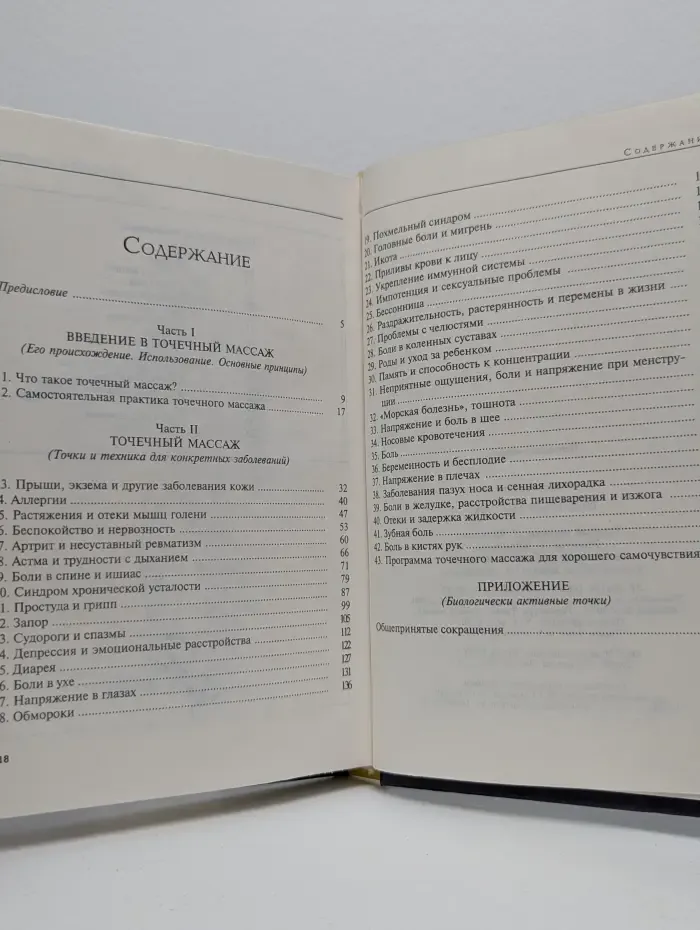 СОДЕРЖАНИЕ
Предисловие 5
Часть I
ВВЕДЕНИЕ В ТОЧЕЧНЫЙ МАССАЖ
(Его происхождение. Использование. Основные принципы)
1. Что такое точечный массаж? 9
2. Самостоятельная практика точечного массажа 17
Часть II
ТОЧЕЧНЫЙ МАССАЖ
(Точки и техника для конкретных заболеваний)
3. Прыщи, экзема и другие заболевания кожи 32
4. Аллергии 40
5. Растяжения и отеки мышц голени 47
6. Беспокойство и нервность 53
7. Артрит и несуставный ревматизм 60
8. Астма и трудности с дыханием 66
9. Боли в спине и ишиас 71
0. Синдром хронической усталости 79
1. Простуда и грипп 87
2. Запор 99
3. Судороги и спазмы 105
4. Депрессия и эмоциональные расстройства 112
5. Диарея 122
6. Боли в ухе 127
7. Напряжение в глазах 131
8. Обмороки 136
18
СОДЕРЖАНИ
19. Похмельный синдром 1
20. Головные боли и мигрень 1
21. Икота 1
22. Приливы крови к лицу
23. Укрепление иммунной системы
24. Импотенция и сексуальные проблемы
25. Бессонница
26. Раздражительность, растерянность и перемены в жизни
27. Проблемы с челюстями
28. Боли в коленных суставах
29. Роды и уход за ребенком
30. Память и способность к концентрации
31. Неприятные ощущения, боли и напряжение при менстру-
ции
32. «Морская болезнь», тошнота
33. Напряжение и боль в шее
34. Носовые кровотечения
35. Боль
36. Беременность и бесплодие
37. Напряжение в плечах
38. Заболевания пазух носа и сенная лихорадка
39. Боли в желудке, расстройства пищеварения и изжога
40. Отеки и задержка жидкости
41. Зубная боль
42. Боль в кистях рук
43. Программа точечного массажа для хорошего самочувствия
ПРИЛОЖЕНИЕ
(Биологически активные точки)
Общепринятые сокращения